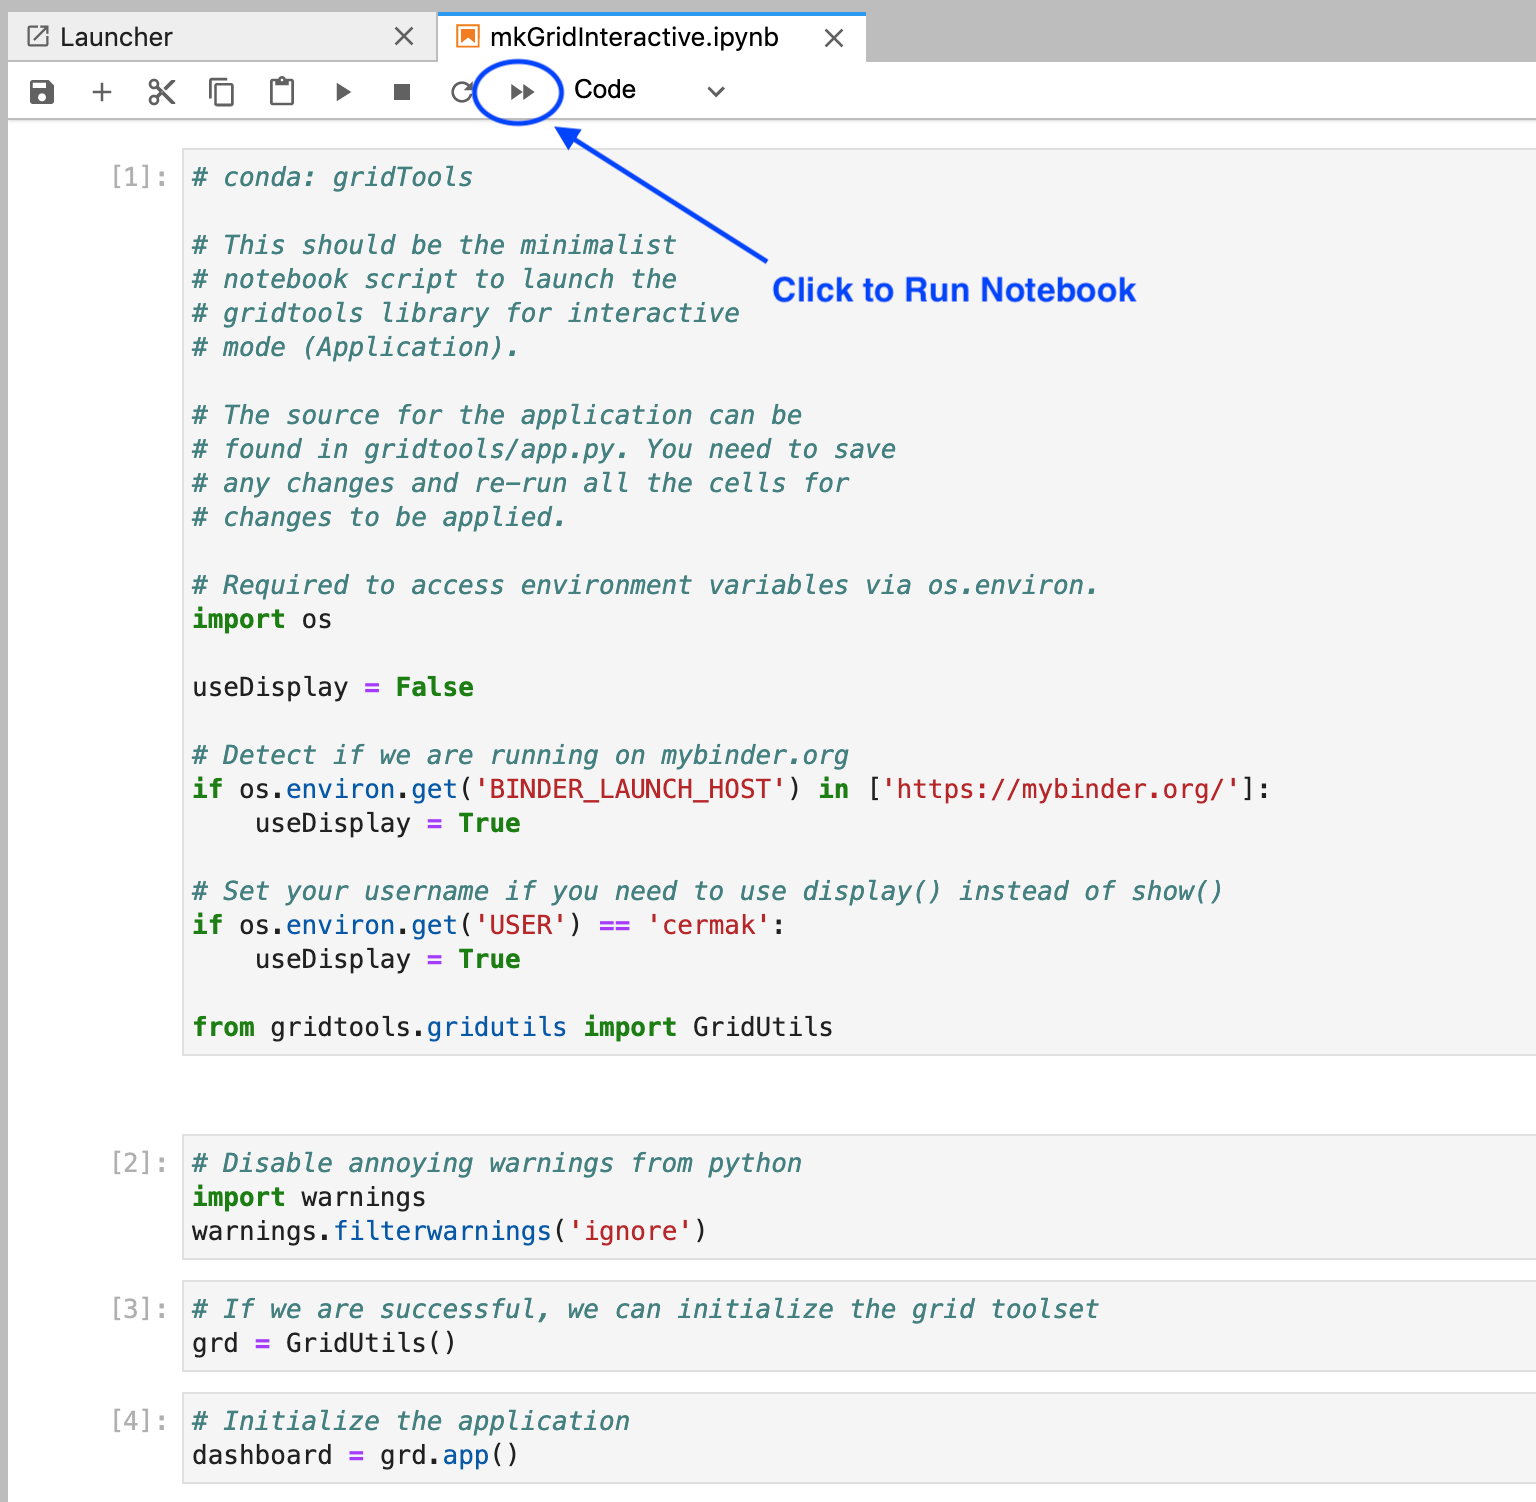 Launcher
mkGridInteractive.ipynb
Code
Click to Run Notebook
[1]:
# conda: gridTools
# This should be the minimalist
# notebook script to launch the
# gridtools library for interactive
# mode (Application).
# The source for the application can be
# found in gridtools/app.py. You need to save
# any changes and re-run all the cells for
# changes to be applied.
# Required to access environment variables via os.environ.
import os
useDisplay = False
# Detect if we are running on mybinder.org
if os.environ.get('BINDER_LAUNCH_HOST') in ['https://mybinder.org/']:
    useDisplay = True
# Set your username if you need to use display() instead of show()
if os.environ.get('USER') == 'cermak':
    useDisplay = True
from gridtools.gridutils import GridUtils
[2]:
# Disable annoying warnings from python
import warnings
warnings.filterwarnings('ignore')
[3]:
# If we are successful, we can initialize the grid toolset
grd = GridUtils()
[4]:
# Initialize the application
dashboard = grd.app()